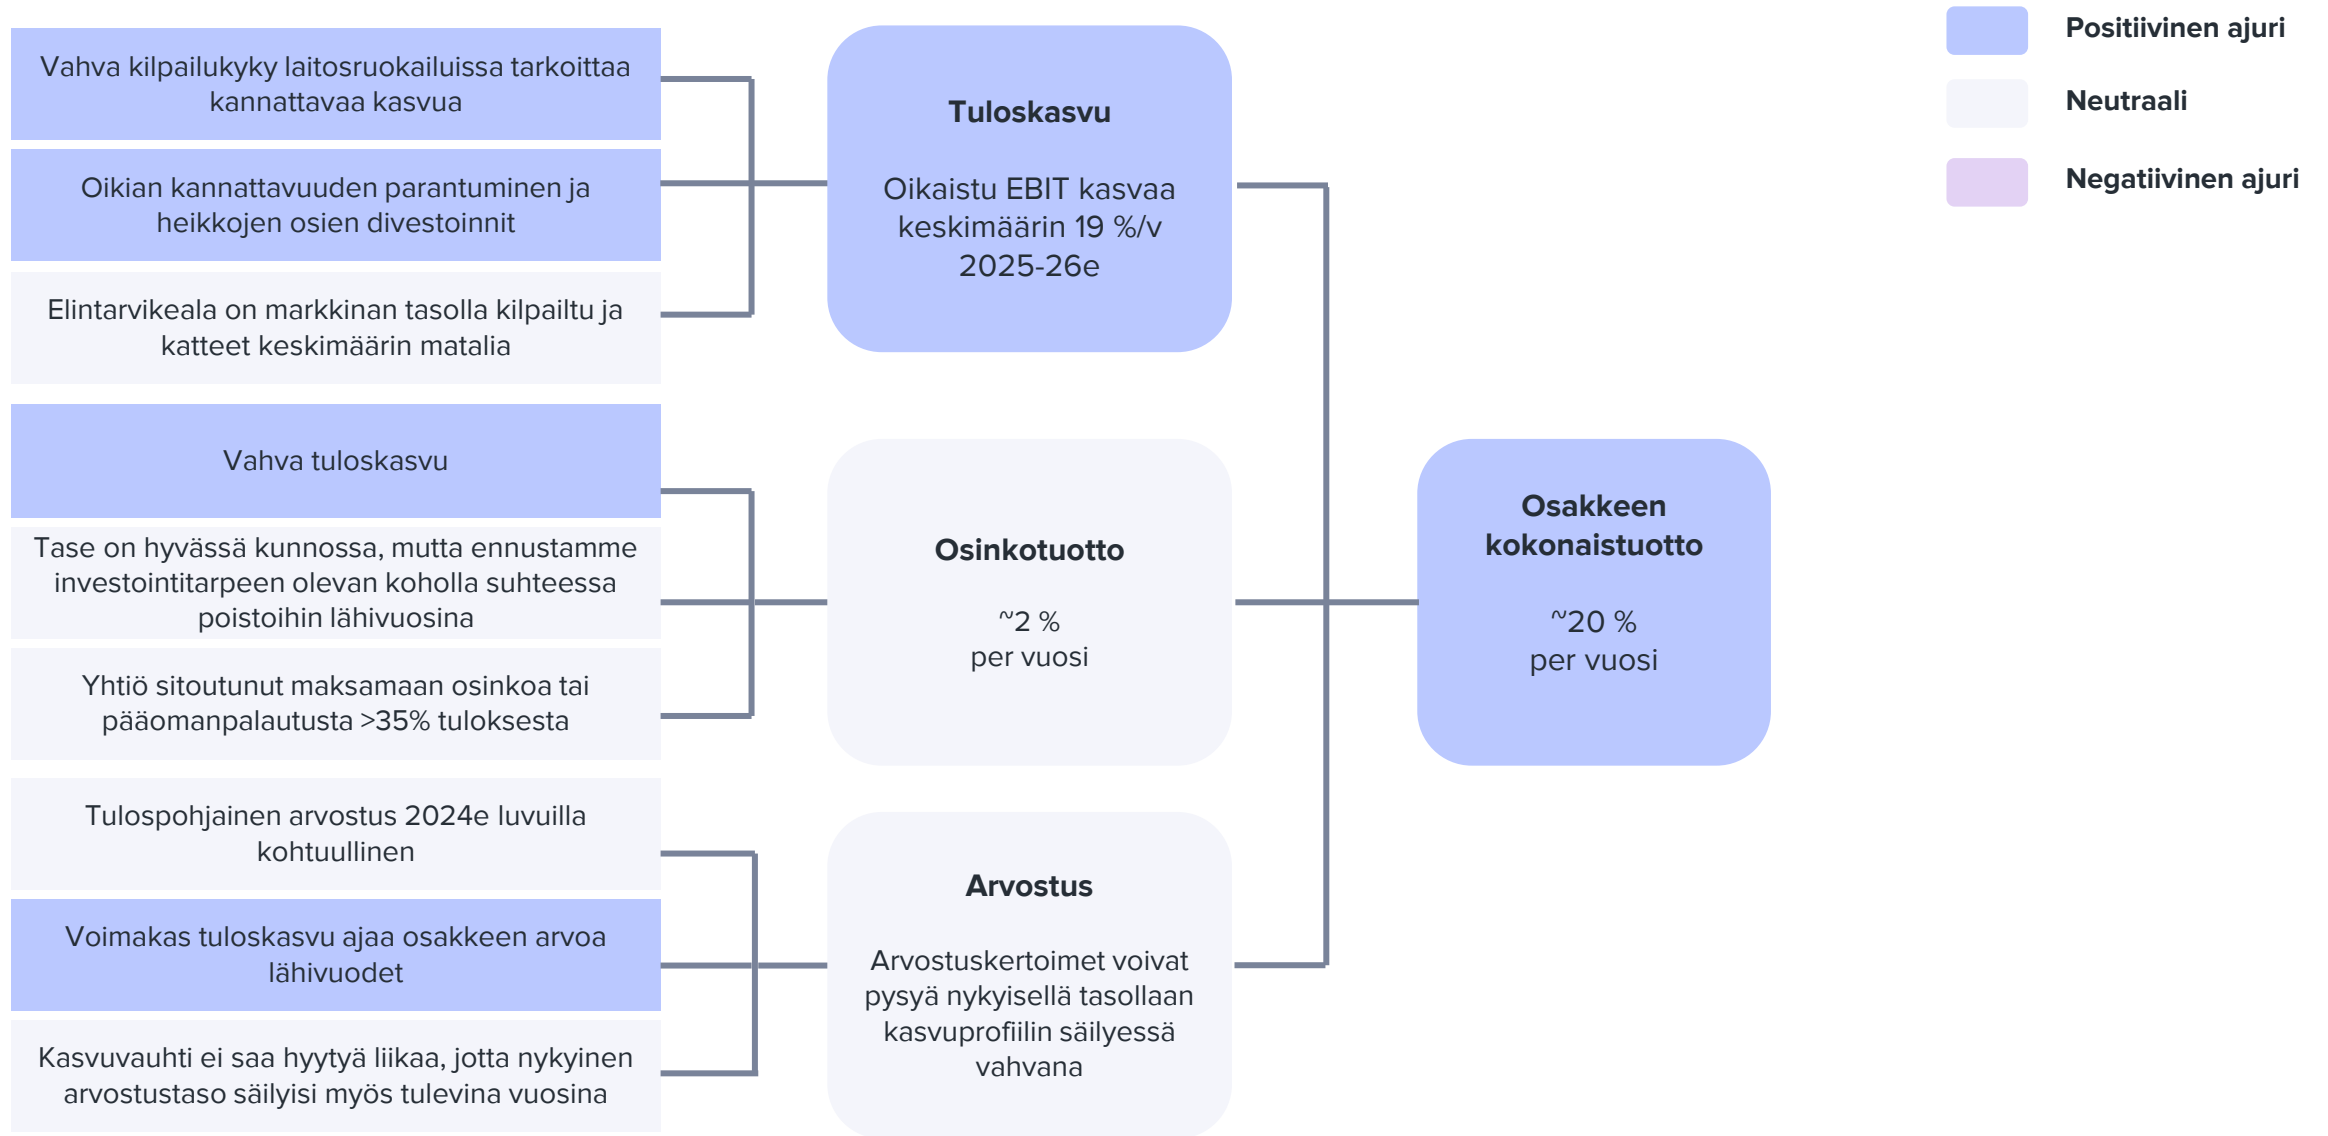 Vahva kilpailukyky laitosruokailuissa tarkoittaa
kannattavaa kasvua
Oikian kannattavuuden parantuminen ja
heikkojen osien divestoinnit
Elintarvikeala on markkinan tasolla kilpailtu ja
katteet keskimäärin matalia
Vahva tuloskasvu
Tase on hyvässä kunnossa, mutta ennustamme
investointitarpeen olevan koholla suhteessa
poistoihin lähivuosina
Yhtiö sitoutunut maksamaan osinkoa tai
pääomanpalautusta >35% tuloksesta
Tulospohjainen arvostus 2024e luvuilla
kohtuullinen
Voimakas tuloskasvu ajaa osakkeen arvoa
lähivuodet
Kasvuvauhti ei saa hyytyä liikaa, jotta nykyinen
arvostustaso säilyisi myös tulevina vuosina
Tuloskasvu
Oikaistu EBIT kasvaa
keskimäärin 19 %/v
2025-26e
Osinkotuotto
~2 %
per vuosi
Arvostus
Arvostuskertoimet voivat
pysyä nykyisellä tasollaan
kasvuprofiilin säilyessä
vahvana
Osakkeen
kokonaistuotto
~20 %
per vuosi
Positiivinen ajuri
Neutraali
Negatiivinen ajuri